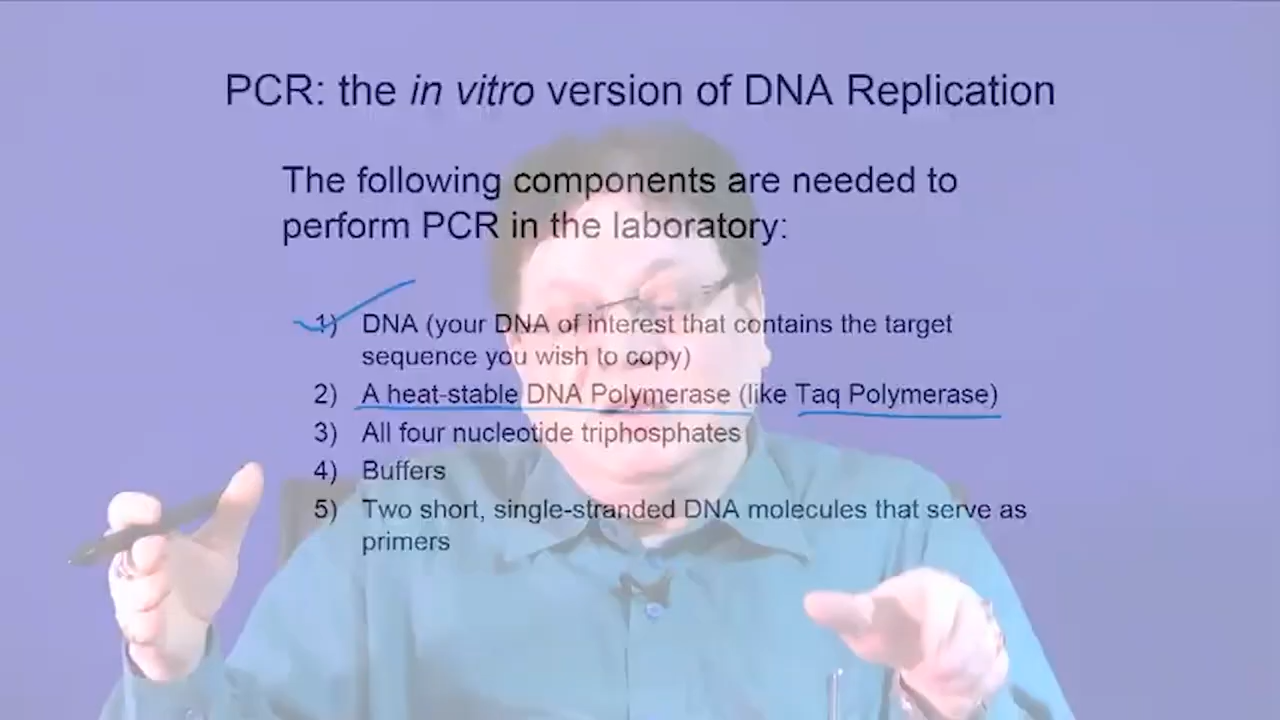 PCR: the in vitro version of DNA Replication
The following components are needed to
perform PCR in the laboratory:
1) DNA (your DNA of interest that contains the target
sequence you wish to copy)
2) A heat-stable DNA Polymerase (like Taq Polymerase)
3) All four nucleotide triphosphates
4) Buffers
5) Two short, single-stranded DNA molecules that serve as
primers